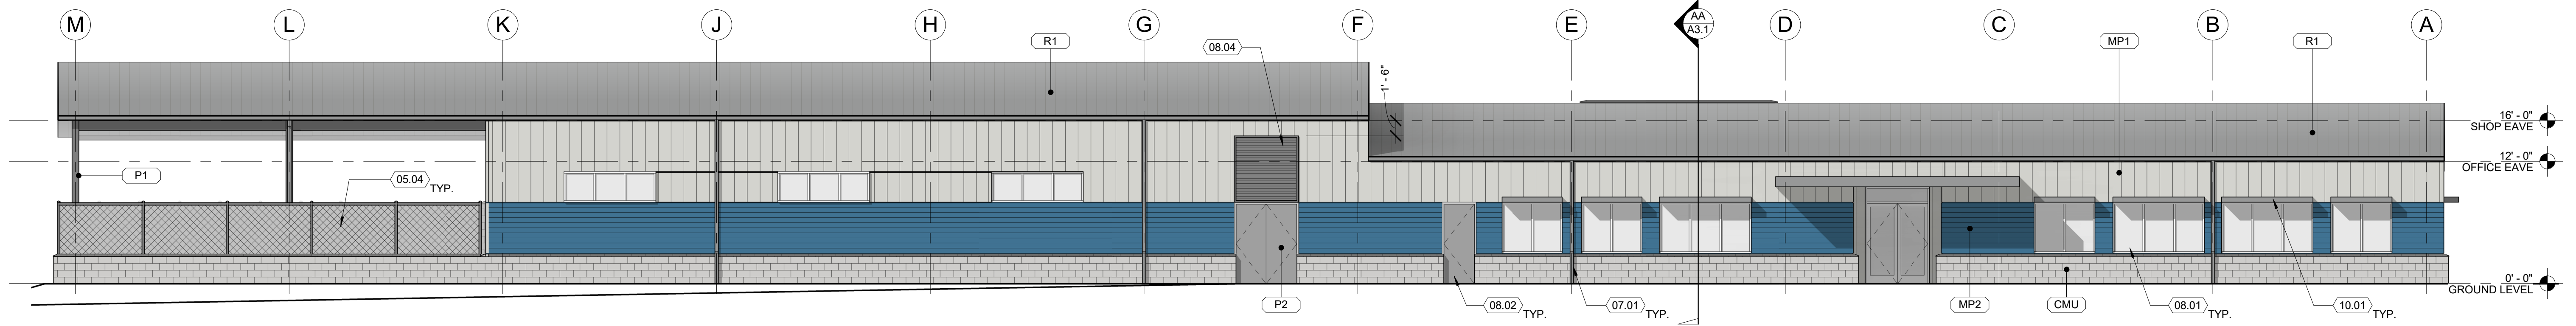 M
L
K
J
H
G
F
E
D
C
B
A
AA
A3.1
R1
08.04
1' - 6"
MP1
R1
16' - 0"
SHOP EAVE
12' - 0"
OFFICE EAVE
P1
05.04
TYP.
0' - 0"
GROUND LEVEL
P2
08.02
TYP.
07.01
TYP.
MP2
CMU
08.01
TYP.
10.01
TYP.